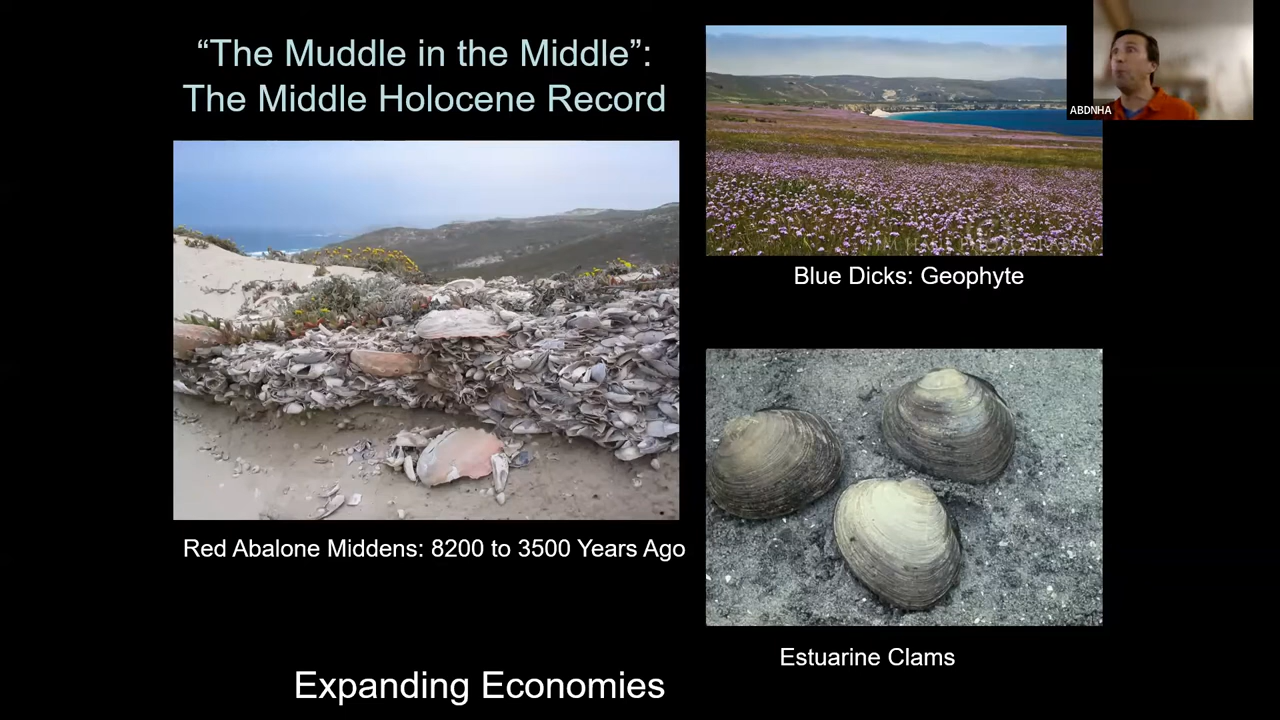 “The Muddle in the Middle”:
The Middle Holocene Record
ABDNHA
Blue Dicks: Geophyte
Red Abalone Middens: 8200 to 3500 Years Ago
Estuarine Clams
Expanding Economies